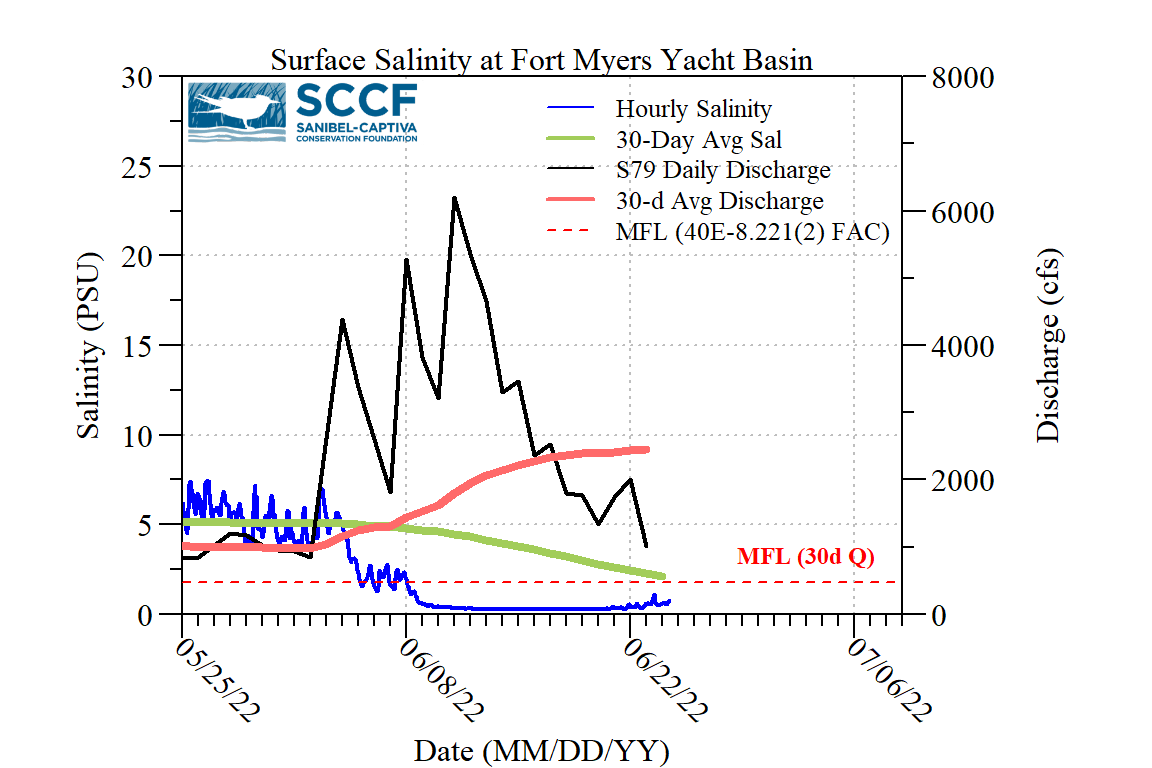 Surface Salinity at Fort Myers Yacht Basin
SCCF
SANIBEL-CAPTIVA
CONSERVATION FOUNDATION
Hourly Salinity
30-Day Avg Sal
S79 Daily Discharge
30-d Avg Discharge
MFL (40E-8.221(2) FAC)
30
25
20
15
10
5
0
Salinity (PSU)
8000
6000
4000
2000
0
Discharge (cfs)
MFL (30d Q)
05/25/22
06/08/22
06/22/22
07/06/22
Date (MM/DD/YY)